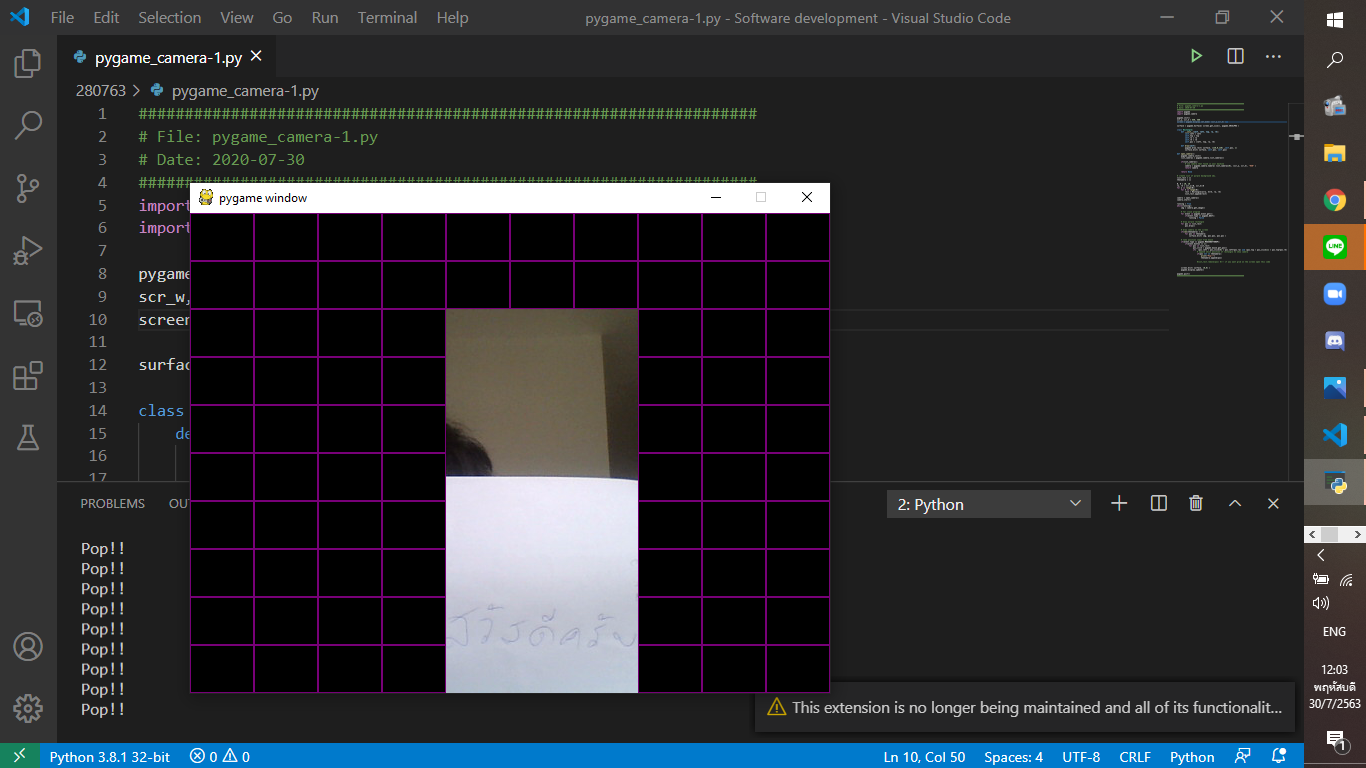 File Edit Selection View Go Run Terminal Help
pygame_camera-1.py - Software development - Visual Studio Code
pygame_camera-1.py
280763 > pygame_camera-1.py
1 ###################################################################
2 # File: pygame_camera-1.py
3 # Date: 2020-07-30
4 ###################################################################
5 import
6 import
7
8 pygame
9 scr_w,
10 screen
11
12 surfac
13
14 class
15 de
16
17
pygame window
สวัสดีครับ
PROBLEMS OU
2: Python
Pop!!
Pop!!
Pop!!
Pop!!
Pop!!
Pop!!
Pop!!
Pop!!
Pop!!
This extension is no longer being maintained and all of its functionalit...
Python 3.8.1 32-bit 0 0
Ln 10, Col 50 Spaces: 4 UTF-8 CRLF Python
LINE
ENG
12:03
พฤหัสบดี
30/7/2563
1